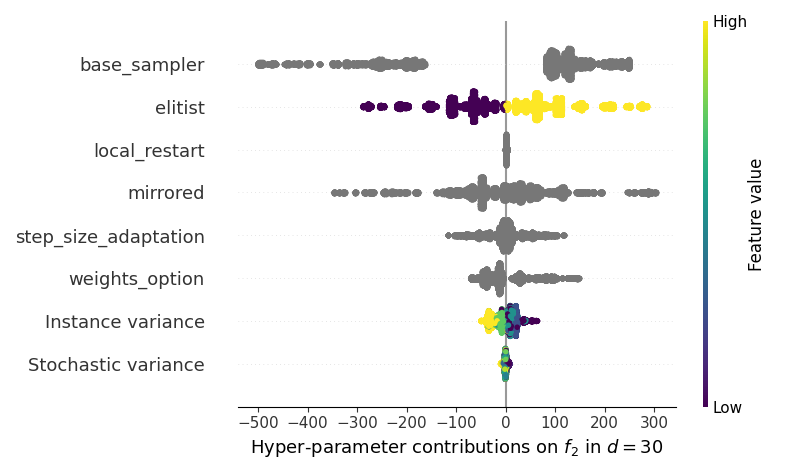 High
base_sampler
elitist
local_restart
mirrored
step_size_adaptation
weights_option
Instance variance
Stochastic variance
Feature value
Low
−500 −400 −300 −200 −100 0 100 200 300
Hyper-parameter contributions on f₂ in d = 30